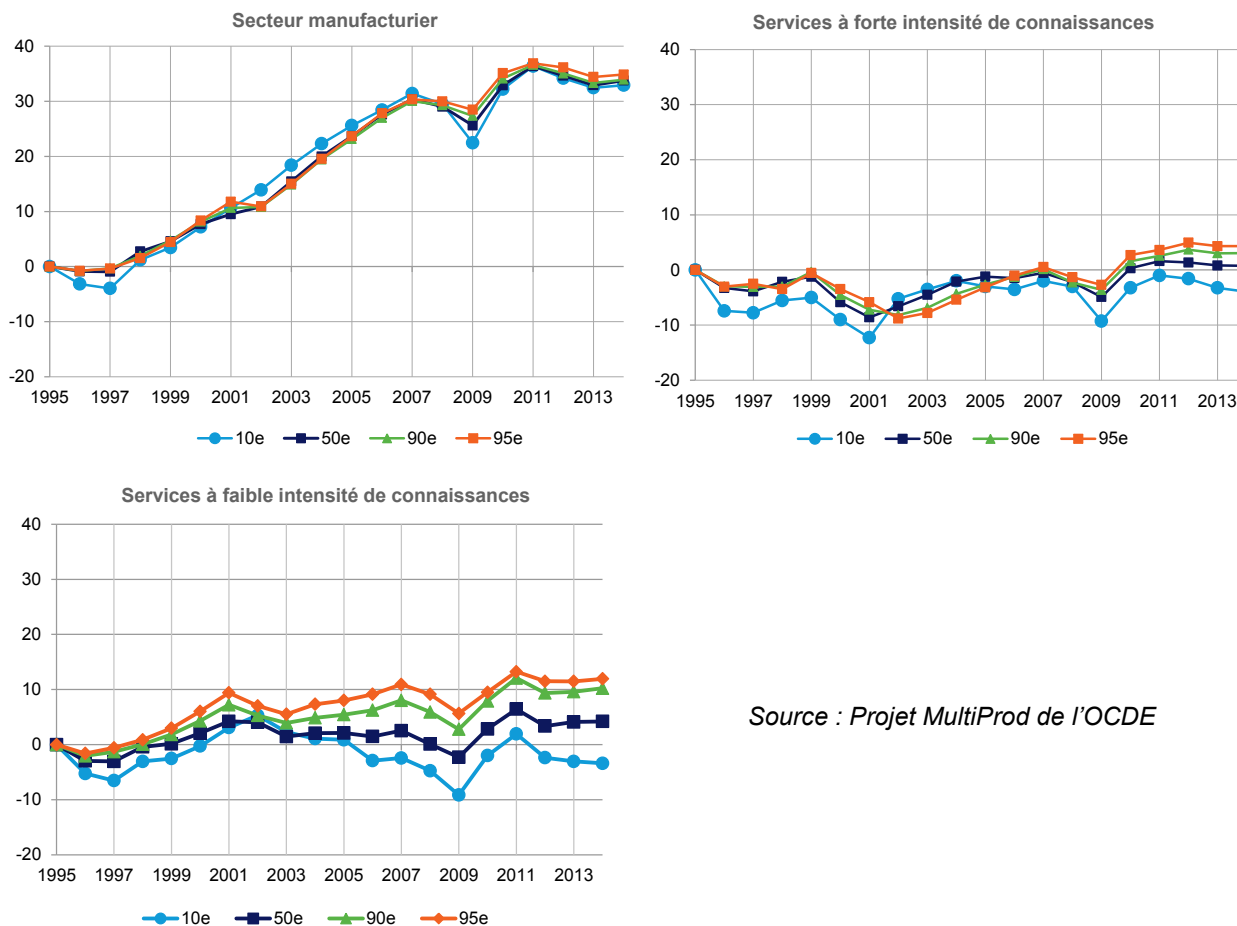 Secteur manufacturier
40
30
20
10
0
-10
-20
1995 1997 1999 2001 2003 2005 2007 2009 2011 2013
10e 50e 90e 95e
Services à forte intensité de connaissances
40
30
20
10
0
-10
-20
1995 1997 1999 2001 2003 2005 2007 2009 2011 2013
10e 50e 90e 95e
Services à faible intensité de connaissances
40
30
20
10
0
-10
-20
1995 1997 1999 2001 2003 2005 2007 2009 2011 2013
10e 50e 90e 95e
Source : Projet MultiProd de l’OCDE